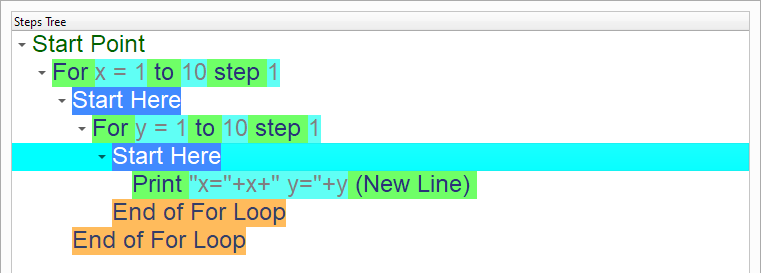 Steps Tree
Start Point
For x = 1 to 10 step 1
Start Here
For y = 1 to 10 step 1
Start Here
Print "x="+x+" y="+y (New Line)
End of For Loop
End of For Loop